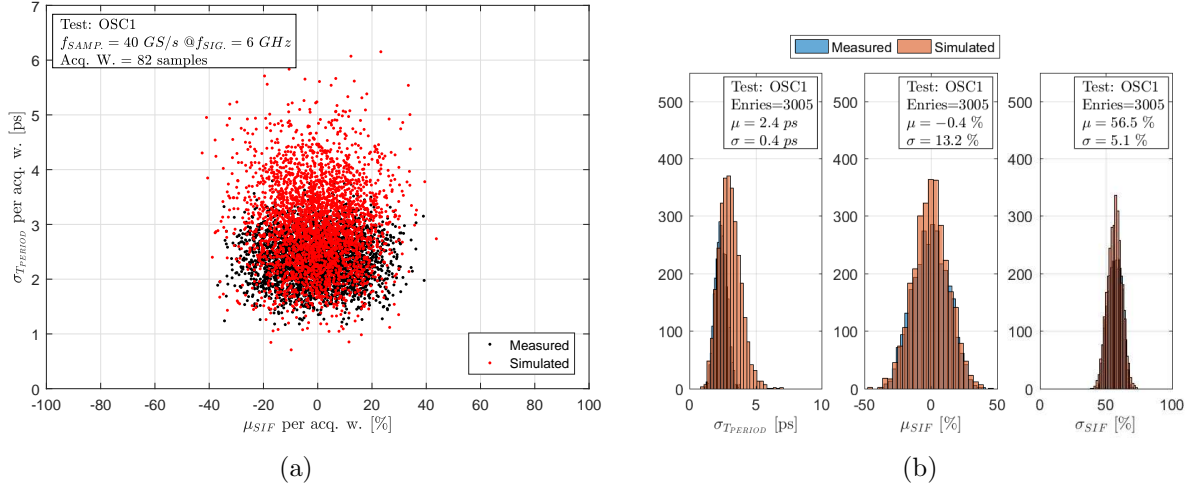 Test: OSC1
f_SAMP. = 40 GS/s @f_SIG. = 6 GHz
Acq. W. = 82 samples
7
6
5
4
3
2
1
0
σ_T_PERIOD per acq. w. [ps]
Measured
Simulated
-100 -80 -60 -40 -20 0 20 40 60 80 100
μ_SIF per acq. w. [%]
(a)
Measured Simulated
Test: OSC1
Enries=3005
μ = 2.4 ps
σ = 0.4 ps
500
400
300
200
100
0
0 5 10
σ_T_PERIOD [ps]
Test: OSC1
Enries=3005
μ = −0.4 %
σ = 13.2 %
500
400
300
200
100
0
-50 0 50
μ_SIF [%]
Test: OSC1
Enries=3005
μ = 56.5 %
σ = 5.1 %
500
400
300
200
100
0
0 50 100
σ_SIF [%]
(b)